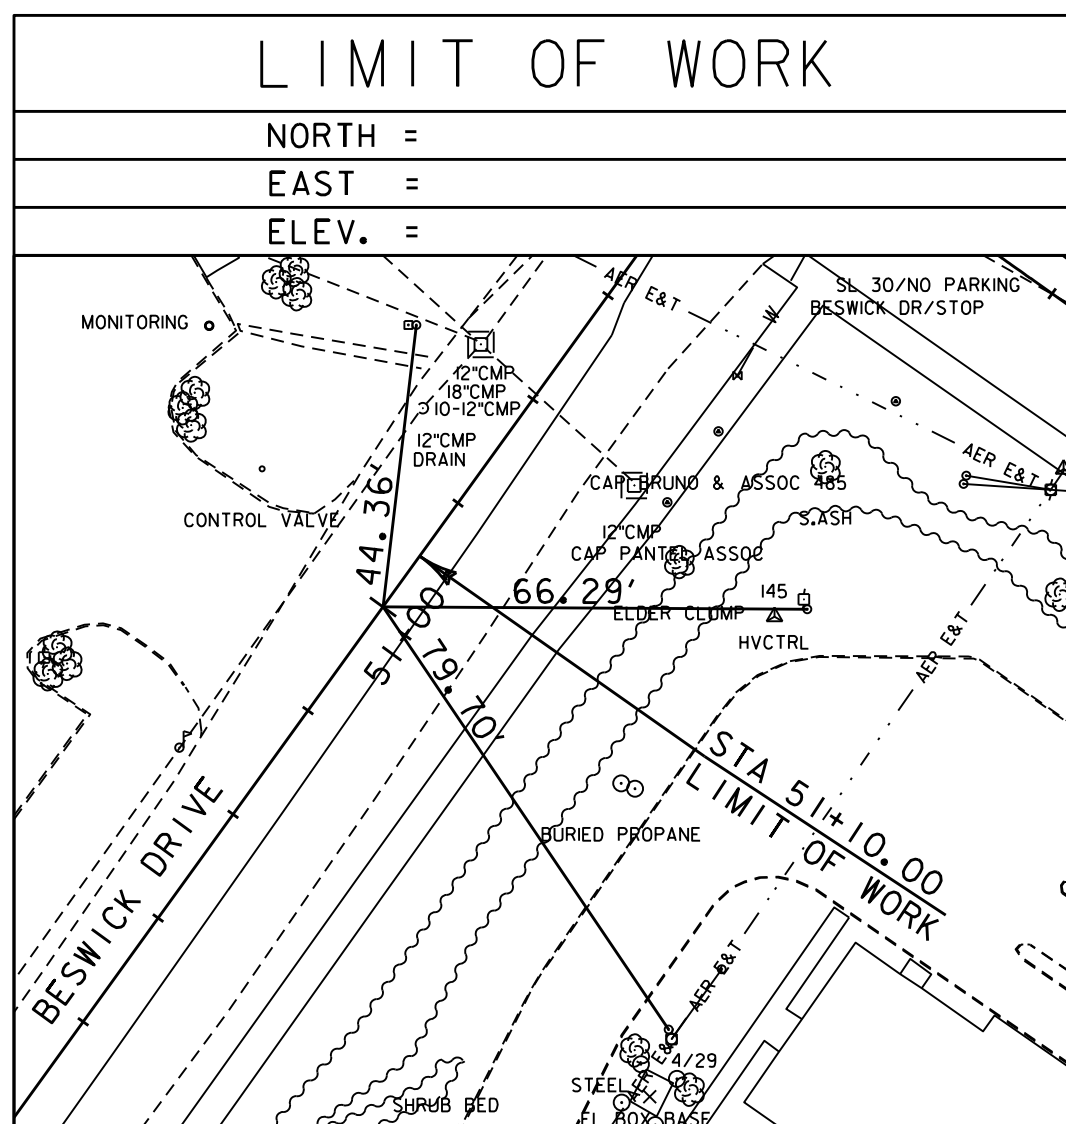 LIMIT OF WORK
NORTH =
EAST =
ELEV. =
AER E&T
SL 30/NO PARKING
BESWICK DR/STOP
MONITORING
W
12"CMP
18"CMP
10-12"CMP
12"CMP
DRAIN
AER E&T
CAP BRUNO & ASSOC 485
CONTROL VALVE
S.ASH
12"CMP
CAP PANTEL ASSOC
44.36'
66.29'
145
ELDER CLUMP
HVCTRL
51+00
79.70'
AER E&T
STA 51+10.00
LIMIT OF WORK
BESWICK DRIVE
BURIED PROPANE
AER E&T
AER E&T
4/29
STEEL
SHRUB BED
EL BOX BASE